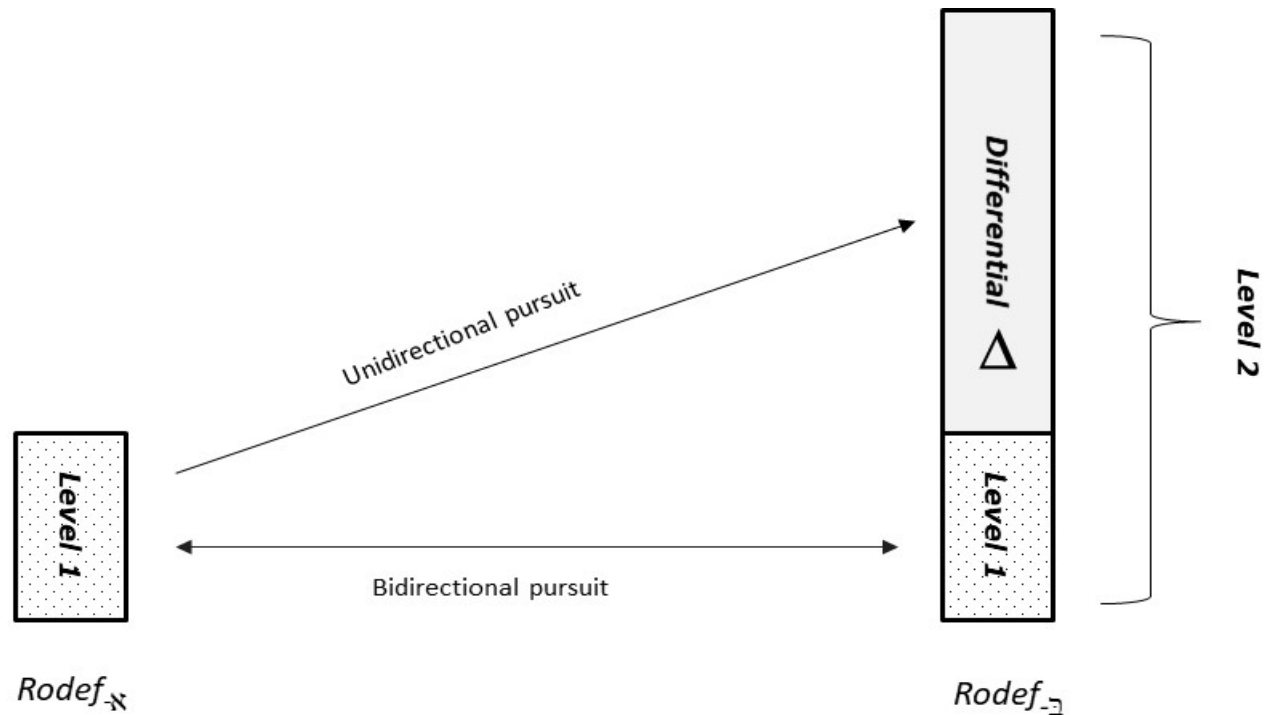 Differential Δ
Level 2
Unidirectional pursuit
Level 1
Level 1
Bidirectional pursuit
Rodef-א
Rodef-ב